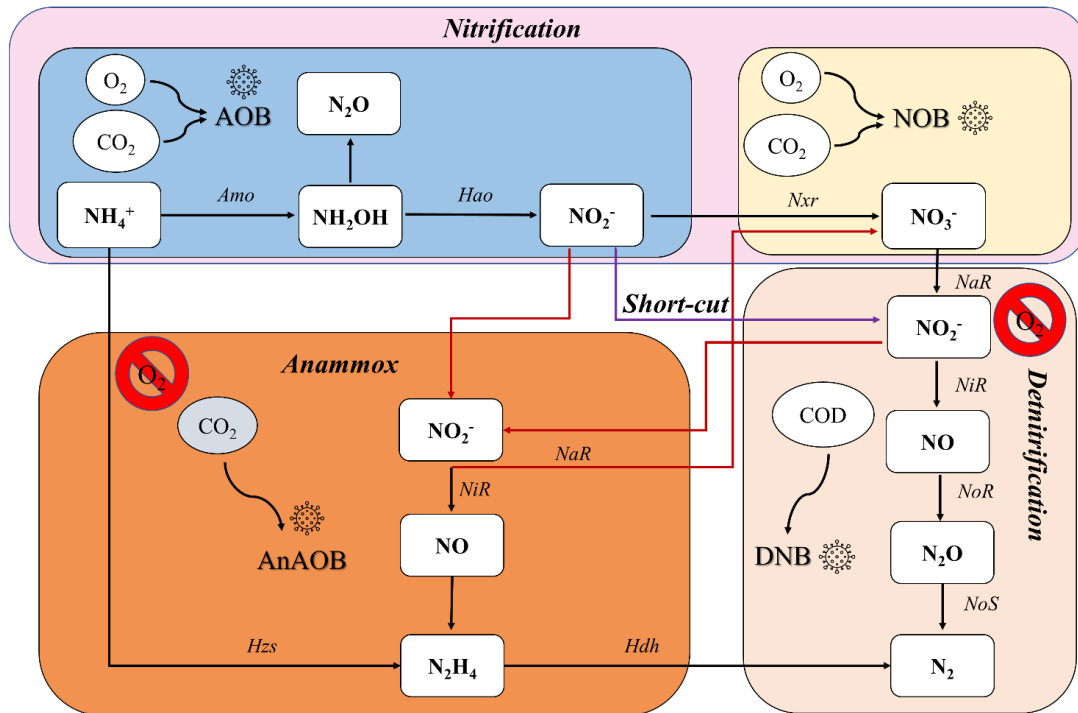 Nitrification
O₂
AOB
CO₂
N₂O
O₂
NOB
CO₂
NH₄⁺
Amo
NH₂OH
Hao
NO₂⁻
Nxr
NO₃⁻
NaR
Short-cut
NO₂⁻
O₂
Anammox
O₂
CO₂
NO₂⁻
NaR
NiR
NO
AnAOB
Hzs
N₂H₄
Hdh
NiR
COD
NO
Detnitrification
NoR
DNB
N₂O
NoS
N₂